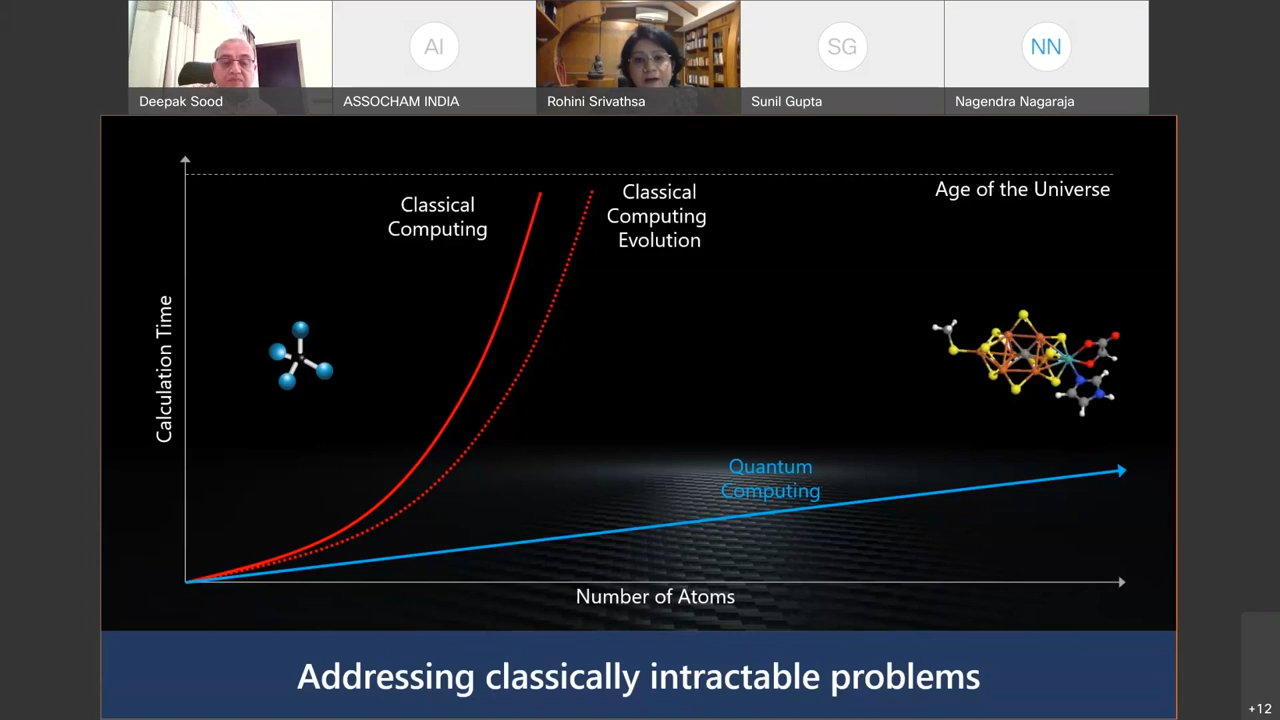 AI
SG
NN
Deepak Sood
ASSOCHAM INDIA
Rohini Srivathsa
Sunil Gupta
Nagendra Nagaraja
Classical
Computing
Classical
Computing
Evolution
Age of the Universe
Calculation Time
Quantum
Computing
Number of Atoms
Addressing classically intractable problems
+12